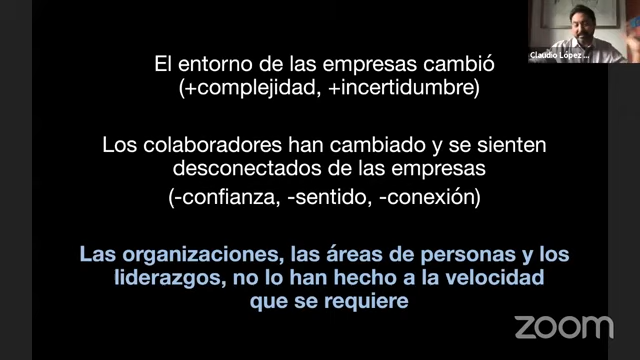 Claudio López ...
El entorno de las empresas cambió
(+complejidad, +incertidumbre)
Los colaboradores han cambiado y se sienten
desconectados de las empresas
(-confianza, -sentido, -conexión)
Las organizaciones, las áreas de personas y los
liderazgos, no lo han hecho a la velocidad
que se requiere
zoom